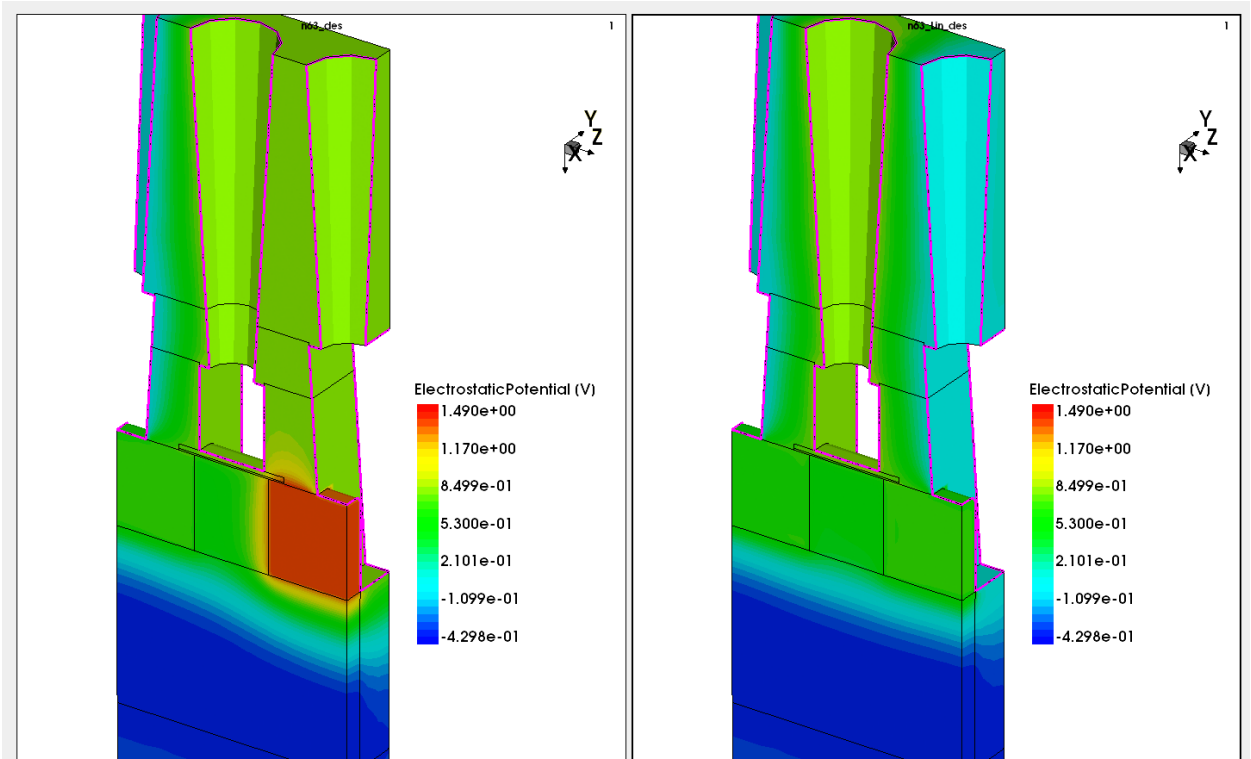 n63_des
1
Y
Z
X
ElectrostaticPotential (V)
1.490e+00
1.170e+00
8.499e-01
5.300e-01
2.101e-01
-1.099e-01
-4.298e-01
n63_Lin_des
1
Y
Z
X
ElectrostaticPotential (V)
1.490e+00
1.170e+00
8.499e-01
5.300e-01
2.101e-01
-1.099e-01
-4.298e-01